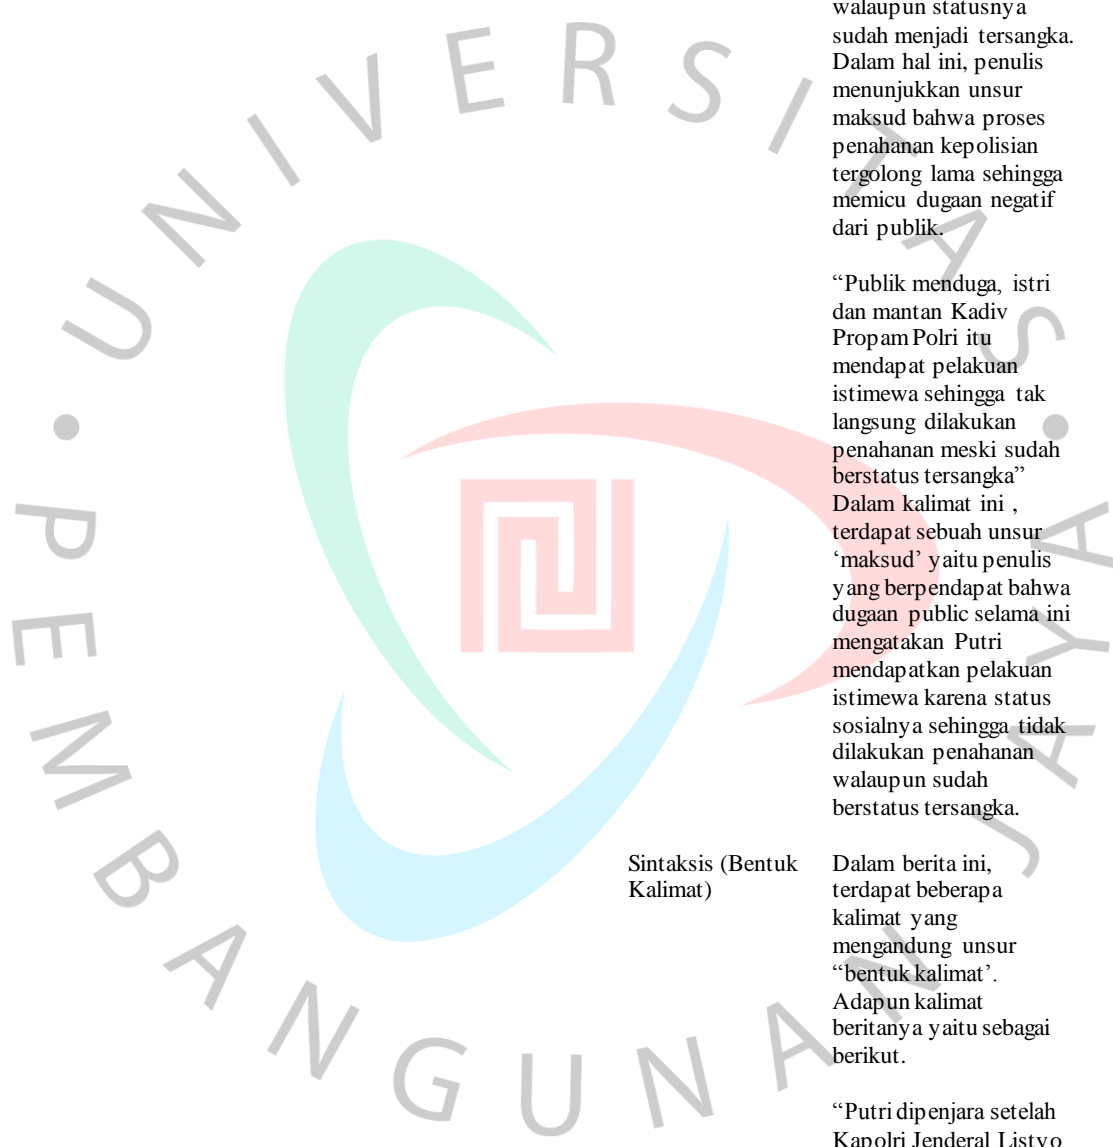 walaupun statusnya
sudah menjadi tersangka.
Dalam hal ini, penulis
menunjukkan unsur
maksud bahwa proses
penahanan kepolisian
tergolong lama sehingga
memicu dugaan negatif
dari publik.
“Publik menduga, istri
dan mantan Kadiv
Propam Polri itu
mendapat pelakuan
istimewa sehingga tak
langsung dilakukan
penahanan meski sudah
berstatus tersangka”
Dalam kalimat ini ,
terdapat sebuah unsur
‘maksud’ yaitu penulis
yang berpendapat bahwa
dugaan public selama ini
mengatakan Putri
mendapatkan pelakuan
istimewa karena status
sosialnya sehingga tidak
dilakukan penahanan
walaupun sudah
berstatus tersangka.
Sintaksis (Bentuk
Kalimat)
Dalam berita ini,
terdapat beberapa
kalimat yang
mengandung unsur
“bentuk kalimat’.
Adapun kalimat
beritanya yaitu sebagai
berikut.
“Putri dipenjara setelah
Kapolri Jenderal Listyo
UNIVERSITAS
PEMBANGUNAN JAYA